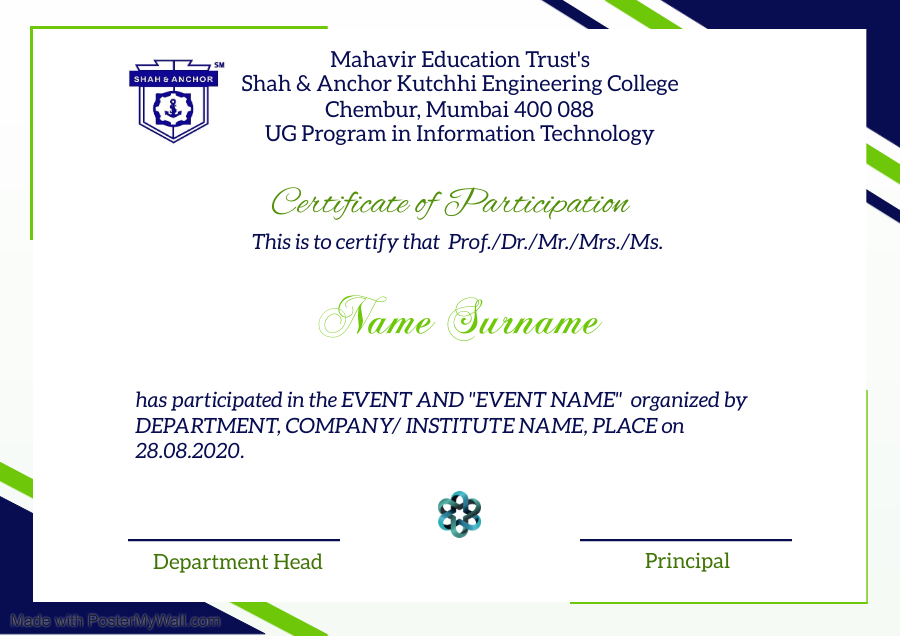 Mahavir Education Trust's
SHAH & ANCHOR SM
Shah & Anchor Kutchhi Engineering College
Chembur, Mumbai 400 088
UG Program in Information Technology
Certificate of Participation
This is to certify that Prof./Dr./Mr./Mrs./Ms.
Name Surname
has participated in the EVENT AND "EVENT NAME" organized by
DEPARTMENT, COMPANY/ INSTITUTE NAME, PLACE on
28.08.2020.
Department Head
Principal
Made with PosterMyWall.com